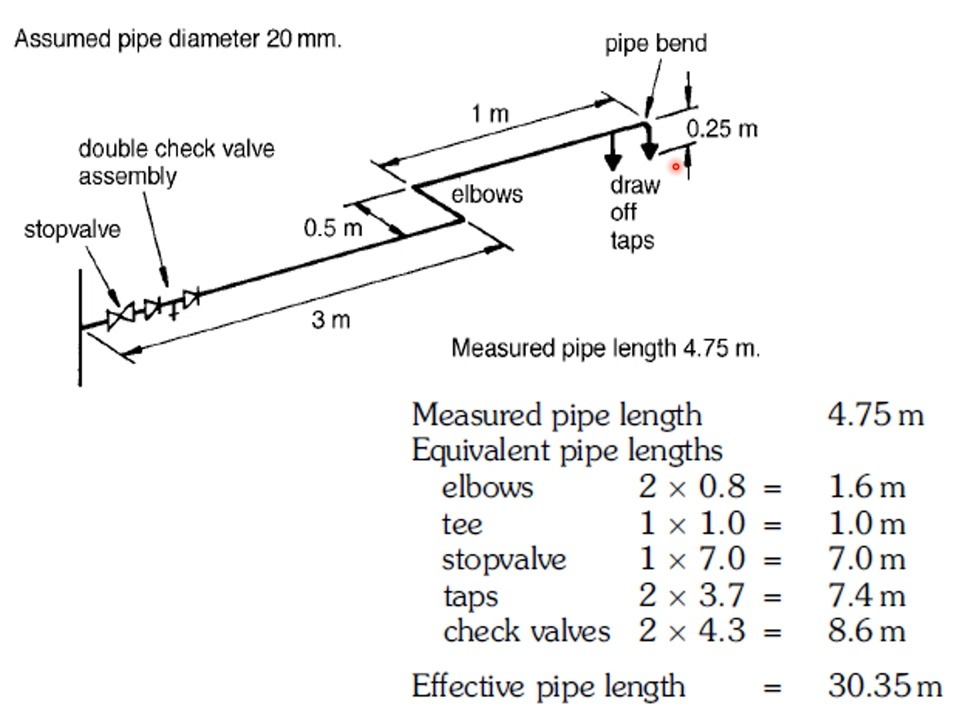 Assumed pipe diameter 20 mm.
pipe bend
1 m
0.25 m
double check valve
assembly
elbows
draw
off
taps
stopvalve
0.5 m
3 m
Measured pipe length 4.75 m.
Measured pipe length 4.75 m
Equivalent pipe lengths
elbows 2 × 0.8 = 1.6 m
tee 1 × 1.0 = 1.0 m
stopvalve 1 × 7.0 = 7.0 m
taps 2 × 3.7 = 7.4 m
check valves 2 × 4.3 = 8.6 m
Effective pipe length = 30.35 m